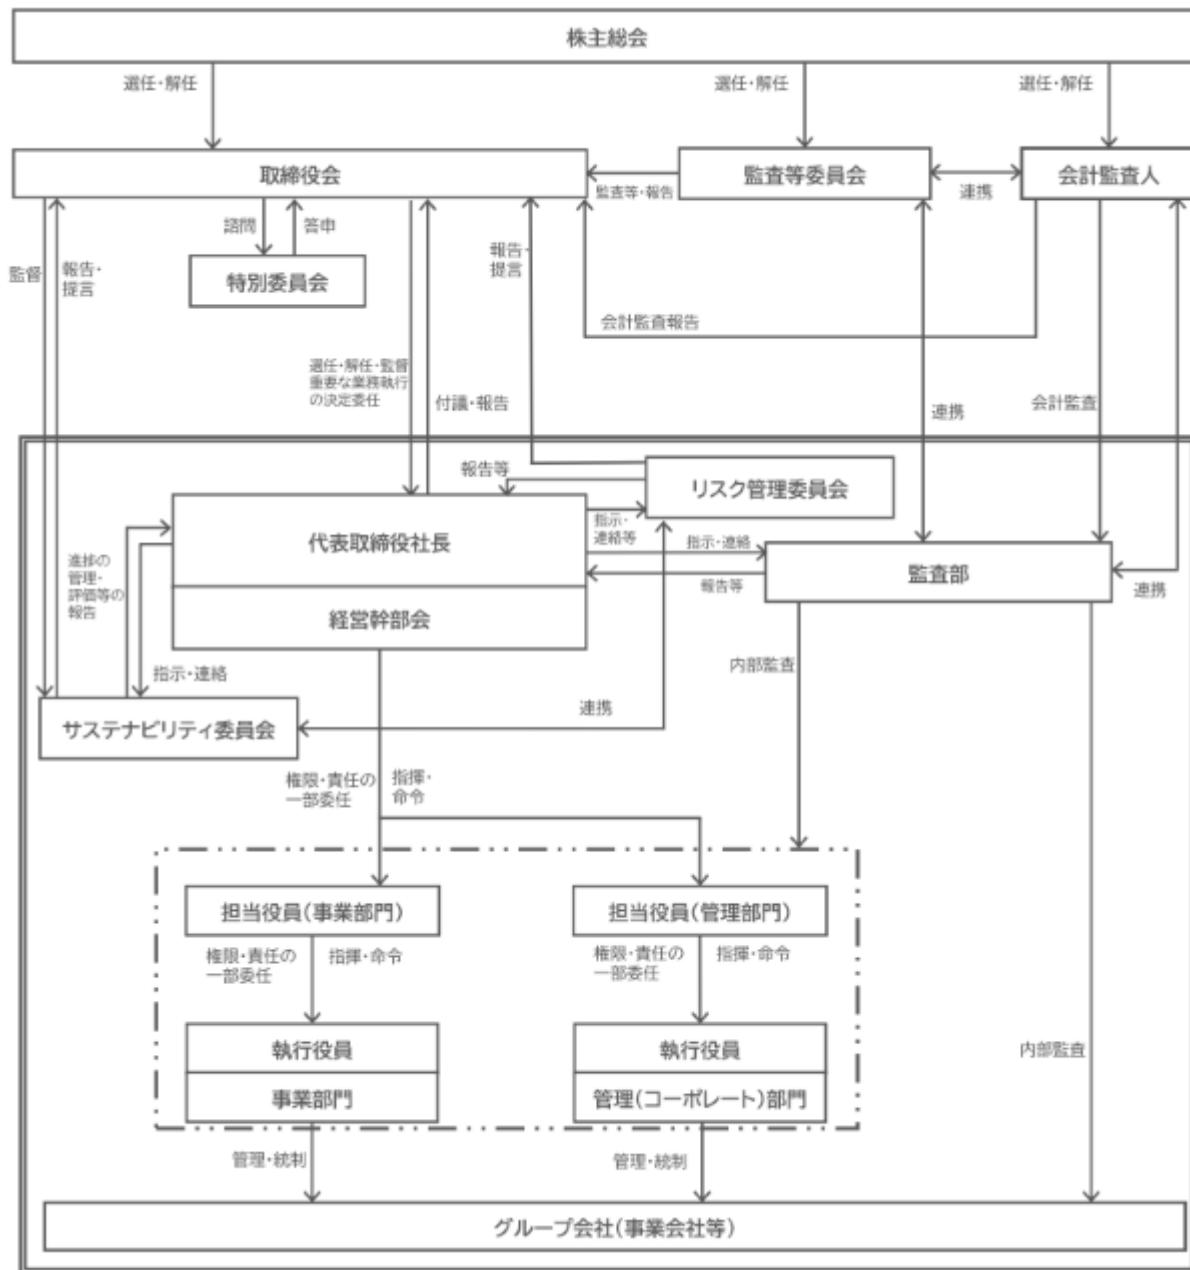 株主総会
選任・解任
選任・解任
選任・解任
取締役会
監査等・報告
監査等委員会
連携
会計監査人
諮問
答申
監督
報告・
提言
特別委員会
報告・
提言
会計監査報告
選任・解任・監督
重要な業務執行
の決定委任
付議・報告
連携
会計監査
報告等
リスク管理委員会
代表取締役社長
指示・
連絡等
指示・連絡
監査部
報告等
連携
進捗の
管理・
評価等の
報告
経営幹部会
内部監査
指示・連絡
サステナビリティ委員会
連携
権限・責任の
一部委任
指揮・
命令
担当役員(事業部門)
担当役員(管理部門)
権限・責任の
一部委任
指揮・命令
権限・責任の
一部委任
指揮・命令
執行役員
事業部門
執行役員
管理(コーポレート)部門
内部監査
管理・統制
管理・統制
グループ会社(事業会社等)